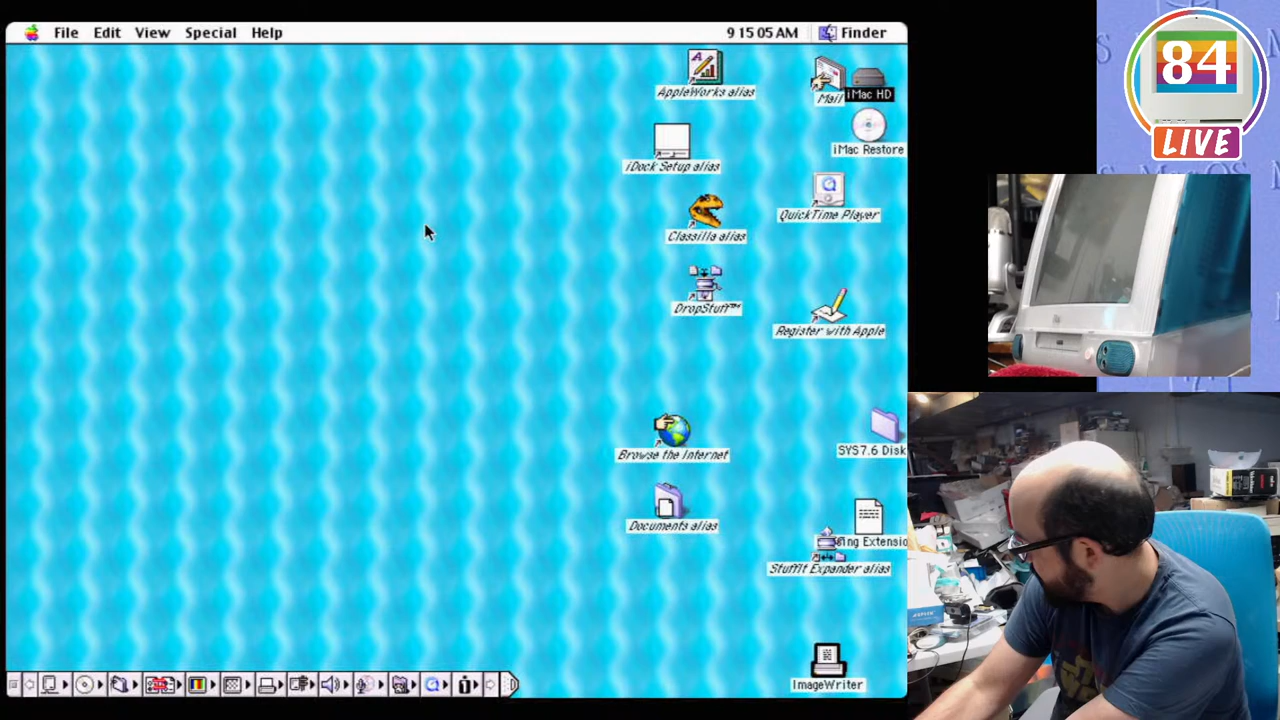 File Edit View Special Help
9 15 05 AM Finder
AppleWorks alias
Mail
iMac HD
iDock Setup alias
iMac Restore
QuickTime Player
Classilla alias
DropStuff™
Register with Apple
Browse the Internet
SYS7.6 Disk
Documents alias
ing Extensio
StuffIt Expander alias
ImageWriter
84
LIVE